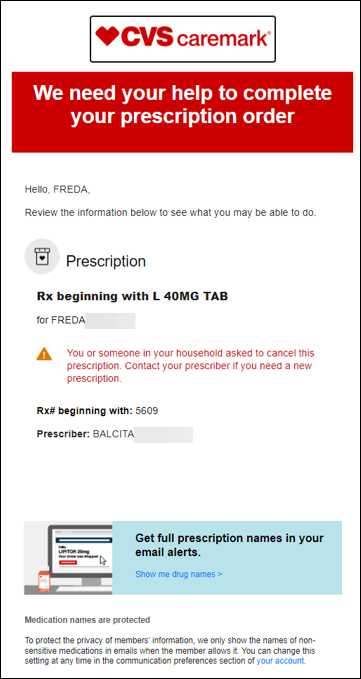 CVS caremark®
We need your help to complete
your prescription order
Hello, FREDA,
Review the information below to see what you may be able to do.
Prescription
Rx beginning with L 40MG TAB
for FREDA
You or someone in your household asked to cancel this
prescription. Contact your prescriber if you need a new
prescription.
Rx# beginning with: 5609
Prescriber: BALCITA
Hello,
LIPITOR 20mg
Your Order has Shipped
Get full prescription names in your
email alerts.
Show me drug names >
Medication names are protected
To protect the privacy of members' information, we only show the names of non-
sensitive medications in emails when the member allows it. You can change this
setting at any time in the communication preferences section of your account.